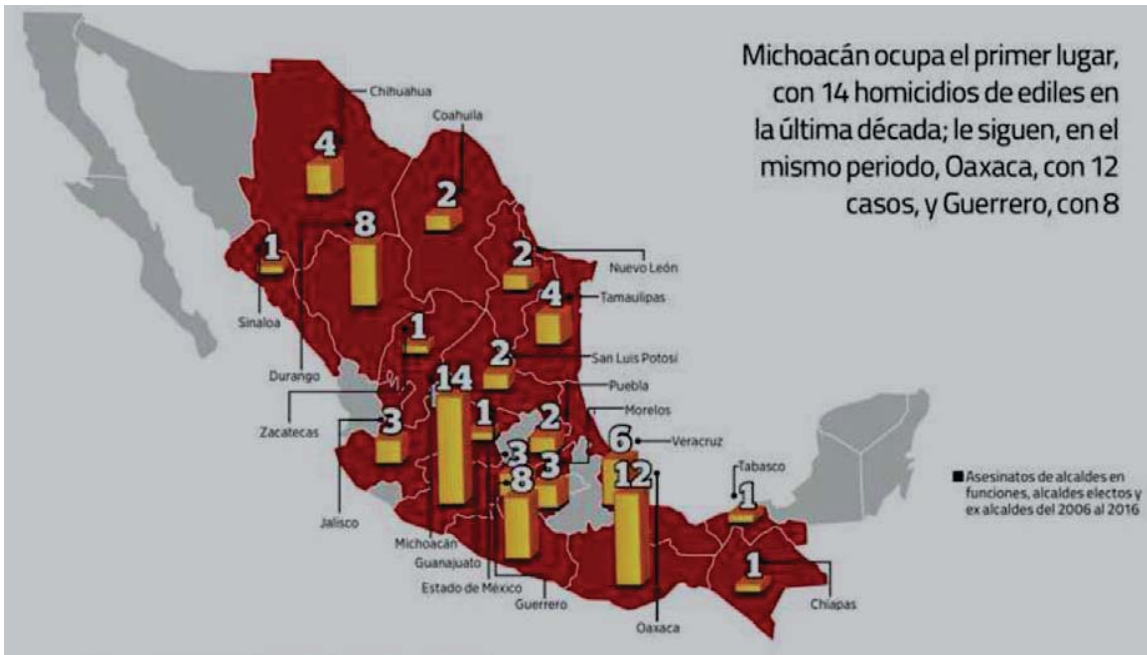 Michoacán ocupa el primer lugar,
con 14 homicidios de ediles en
la última década; le siguen, en el
mismo periodo, Oaxaca, con 12
casos, y Guerrero, con 8
Chihuahua
Coahuila
4
2
8
1
2
Nuevo León
4
Tamaulipas
Sinaloa
1
2
San Luis Potosí
Durango
14
Puebla
Morelos
Zacatecas
3
1
2
6
Veracruz
3
3
8
12
Tabasco
1
Asesinatos de alcaldes en
funciones, alcaldes electos y
ex alcaldes del 2006 al 2016
Jalisco
Michoacán
Guanajuato
Estado de México
Guerrero
Oaxaca
1
Chiapas